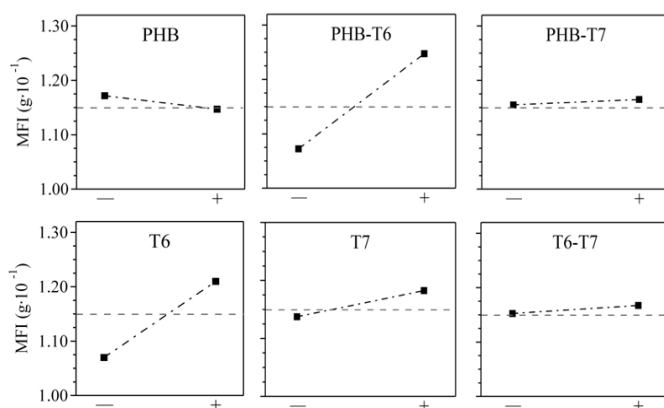 1.30
PHB
PHB-T6
PHB-T7
MFI (g·10⁻¹)
1.20
1.10
1.00
— + — + — +
1.30
T6
T7
T6-T7
MFI (g·10⁻¹)
1.20
1.10
1.00
— + — + — +